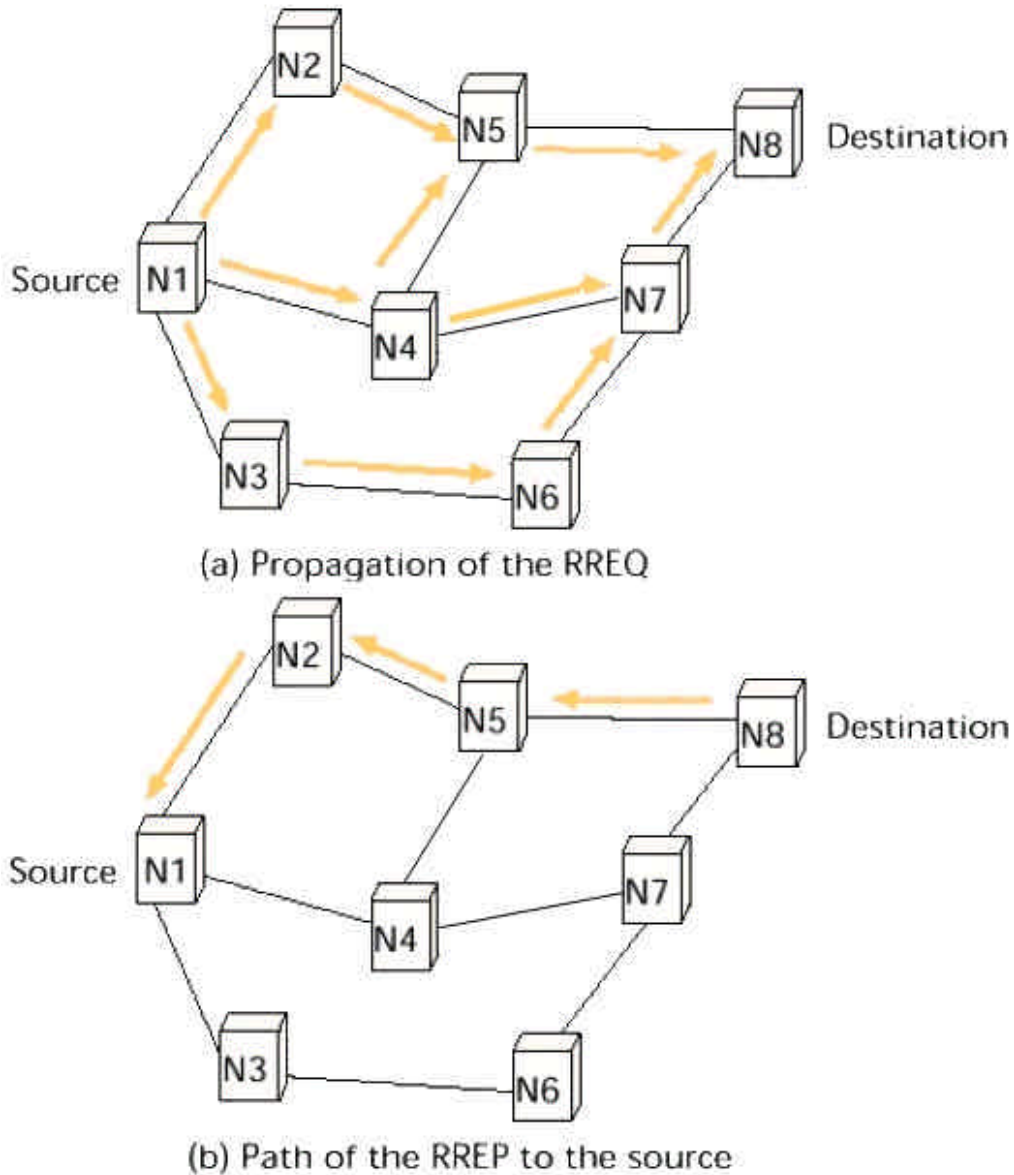 N2
N5
N8
Destination
Source
N1
N4
N7
N3
N6
(a) Propagation of the RREQ
N2
N5
N8
Destination
Source
N1
N4
N7
N3
N6
(b) Path of the RREP to the source